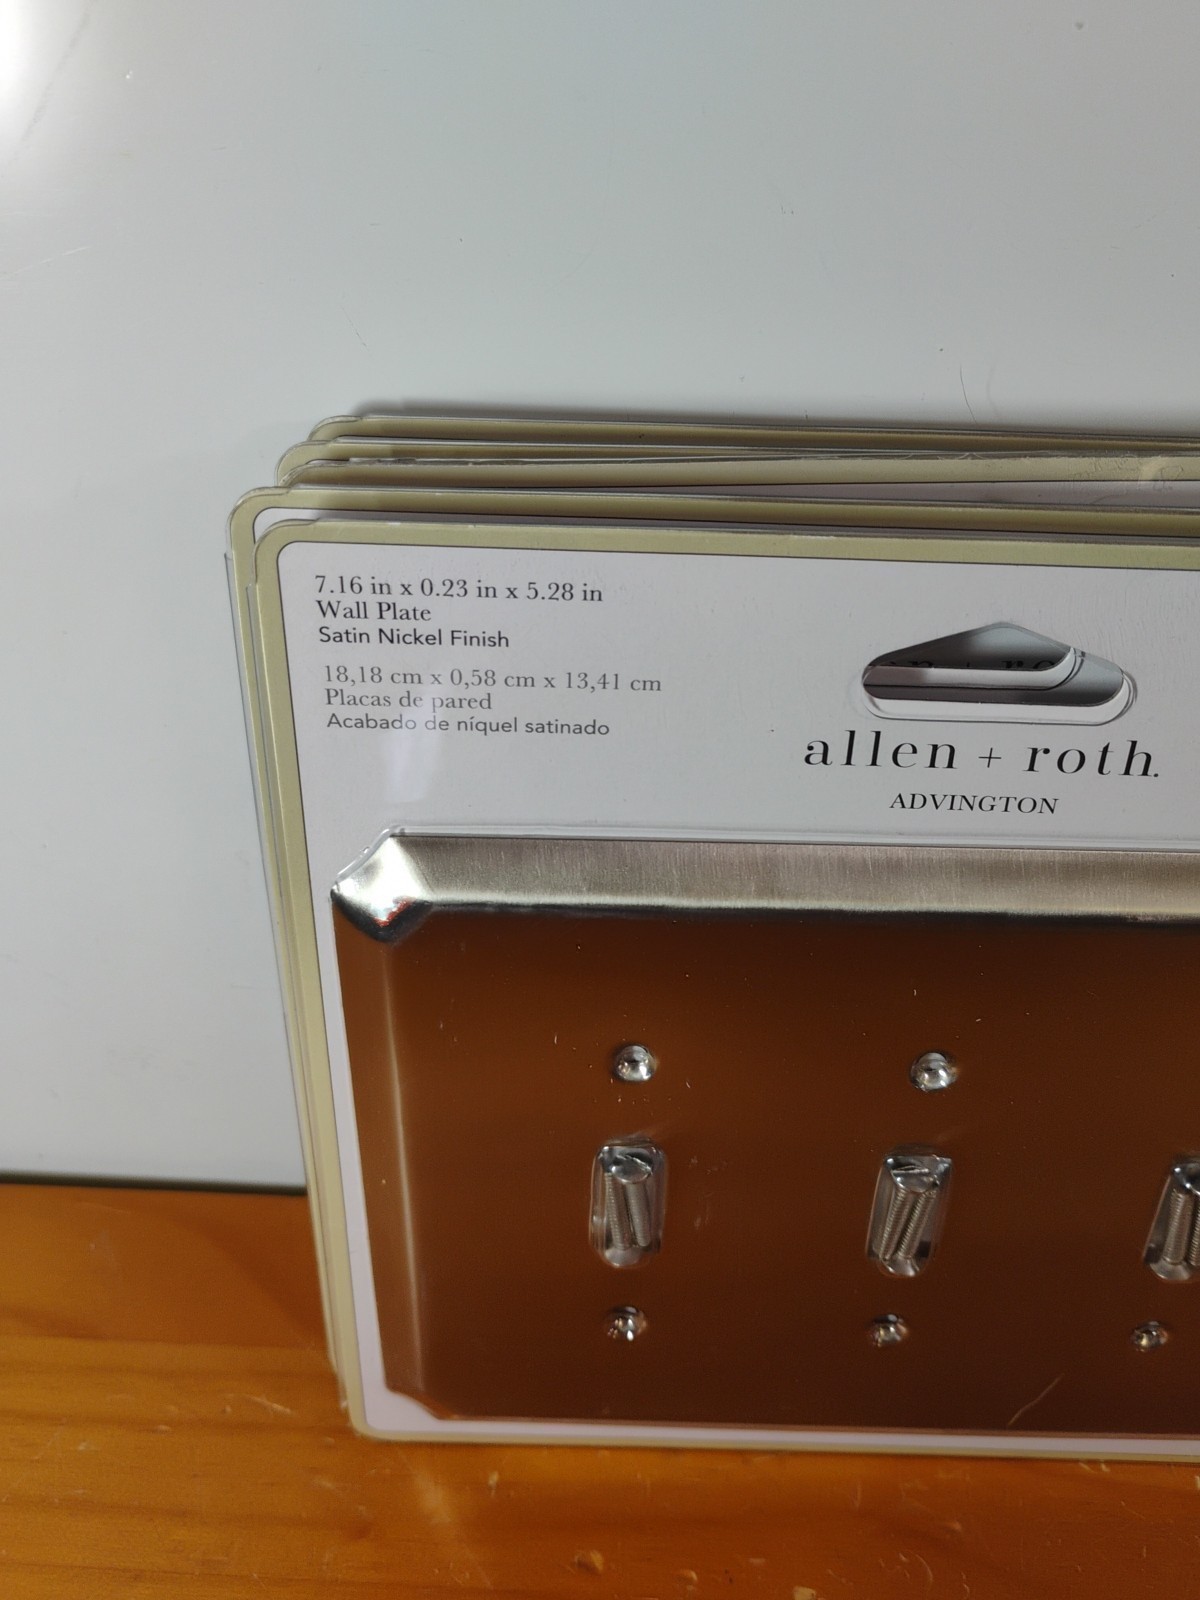 7.16 in x 0.23 in x 5.28 in
Wall Plate
Satin Nickel Finish
18,18 cm x 0,58 cm x 13,41 cm
Placas de pared
Acabado de níquel satinado
allen + roth.
ADVINGTON